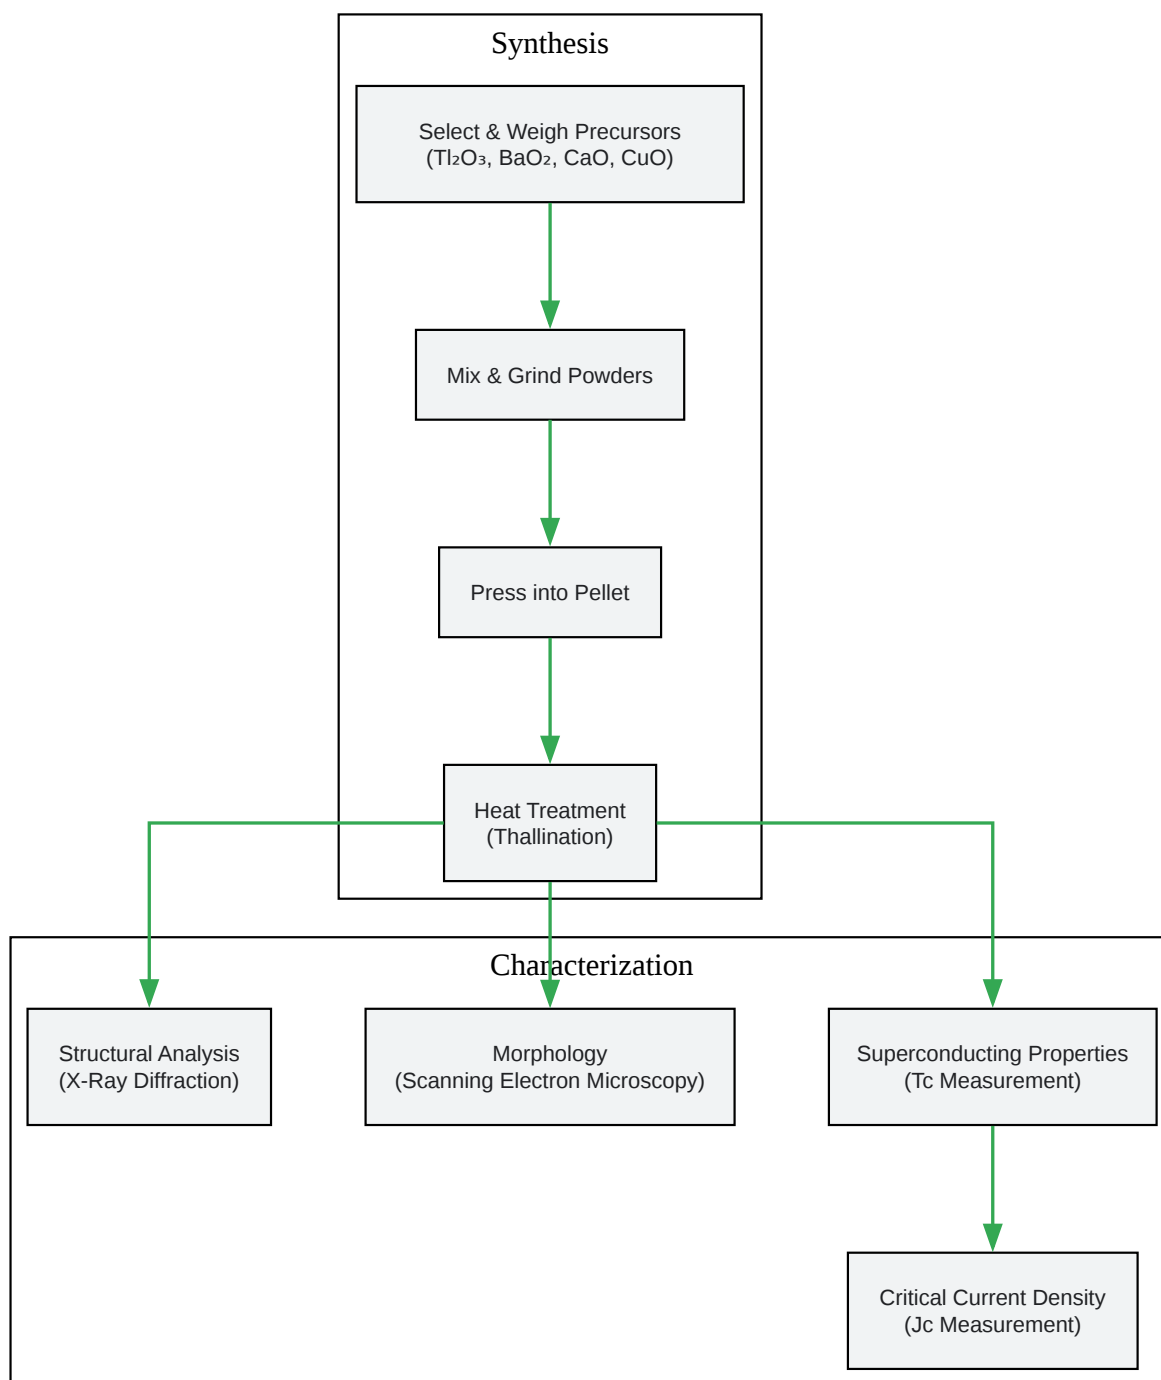 Synthesis
Select & Weigh Precursors
(Tl₂O₃, BaO₂, CaO, CuO)
Mix & Grind Powders
Press into Pellet
Heat Treatment
(Thallination)
Characterization
Structural Analysis
(X-Ray Diffraction)
Morphology
(Scanning Electron Microscopy)
Superconducting Properties
(Tc Measurement)
Critical Current Density
(Jc Measurement)